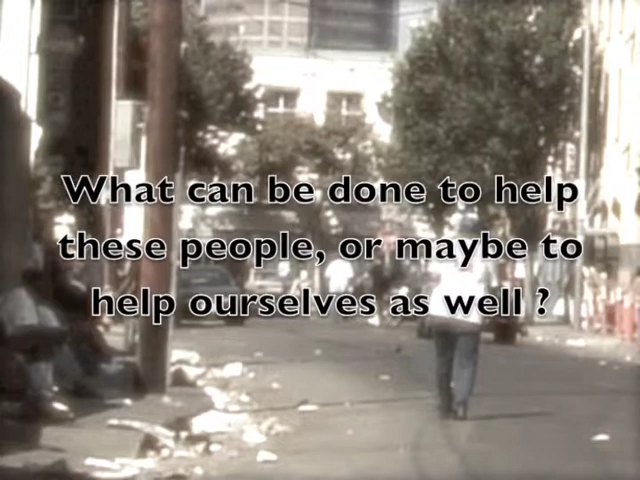 What can be done to help
these people, or maybe to
help ourselves as well ?